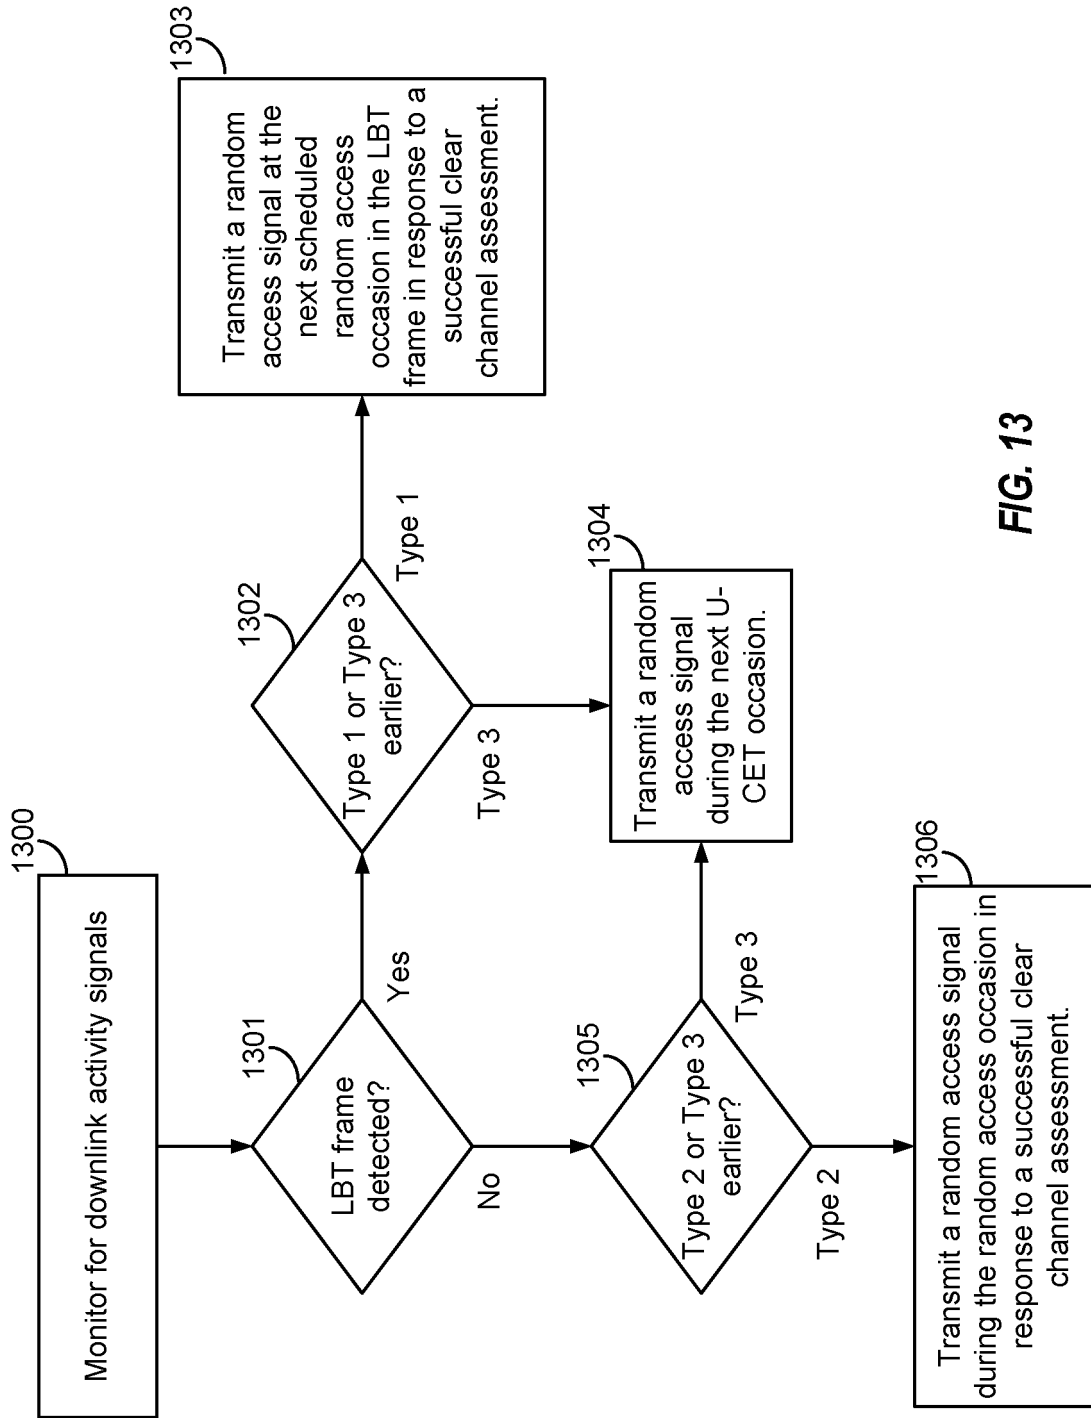 1300
Monitor for downlink activity signals
1301
LBT frame
detected?
Yes
No
1302
Type 1 or Type 3
earlier?
Type 1
Type 3
1303
Transmit a random
access signal at the
next scheduled
random access
occasion in the LBT
frame in response to a
successful clear
channel assessment.
1304
Transmit a random
access signal
during the next U-
CET occasion.
1305
Type 2 or Type 3
earlier?
Type 3
Type 2
1306
Transmit a random access signal
during the random access occasion in
response to a successful clear
channel assessment.
FIG. 13